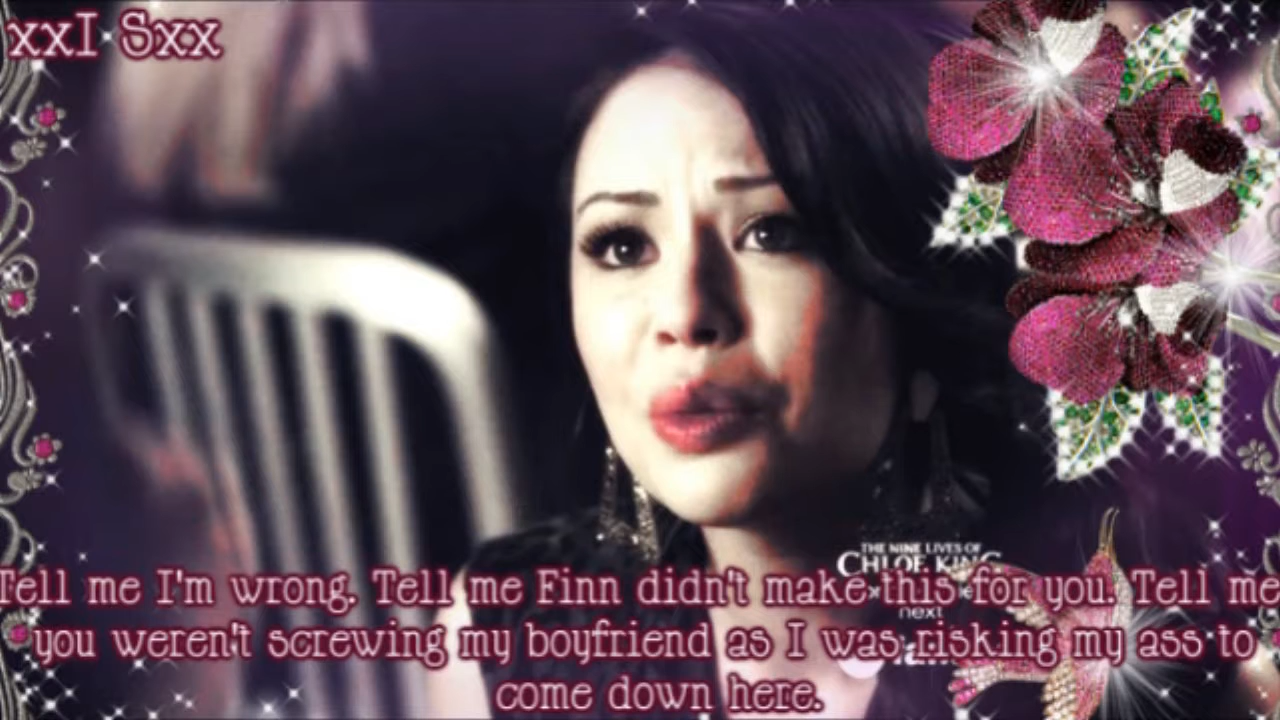 xxI Sxx
THE NINE LIVES OF
CHLOE KING
Tell me I'm wrong. Tell me Finn didn't make this for you. Tell me
next
you weren't screwing my boyfriend as I was risking my ass to
come down here.